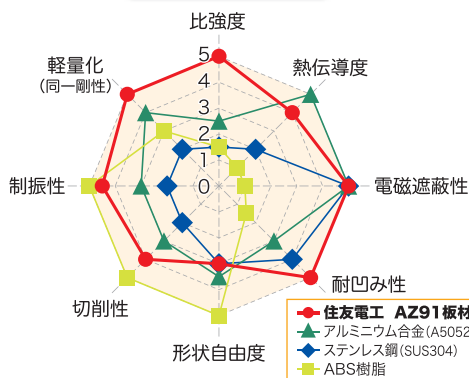 比強度
軽量化
(同一剛性)
熱伝導度
5
4
3
2
1
0
制振性
電磁遮蔽性
切削性
耐凹み性
形状自由度
住友電工 AZ91板材
アルミニウム合金(A5052
ステンレス鋼(SUS304)
ABS樹脂